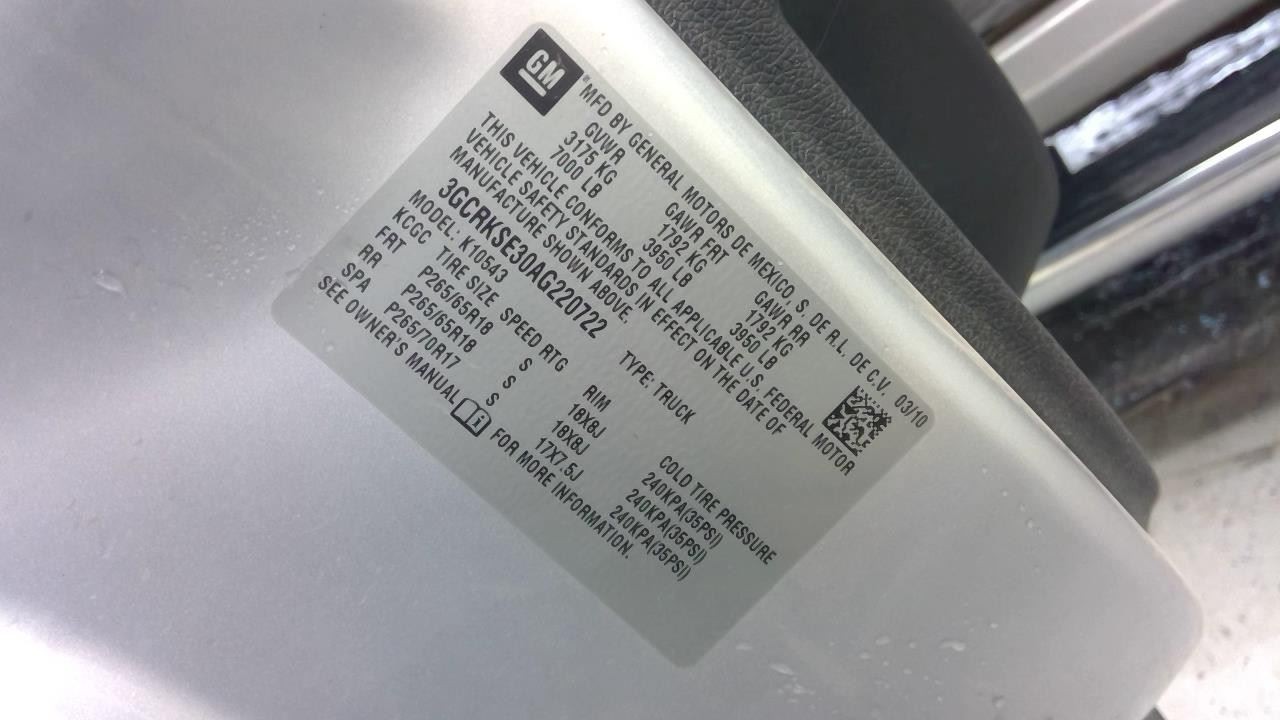 GM
MFD BY GENERAL MOTORS DE MEXICO, S. DE R.L. DE C.V. 03/10
GVWR GAWR FRT GAWR RR
3175 KG 1792 KG 1792 KG
7000 LB 3950 LB 3950 LB
THIS VEHICLE CONFORMS TO ALL APPLICABLE U.S. FEDERAL MOTOR
VEHICLE SAFETY STANDARDS IN EFFECT ON THE DATE OF
MANUFACTURE SHOWN ABOVE.
3GCRKSE30AG220722 TYPE: TRUCK
MODEL: K10543
KCGC TIRE SIZE SPEED RTG RIM COLD TIRE PRESSURE
FRT P265/65R18 S 18X8J 240KPA(35PSI)
RR P265/65R18 S 18X8J 240KPA(35PSI)
SPA P265/70R17 S 17X7.5J 240KPA(35PSI)
SEE OWNER'S MANUAL i FOR MORE INFORMATION.